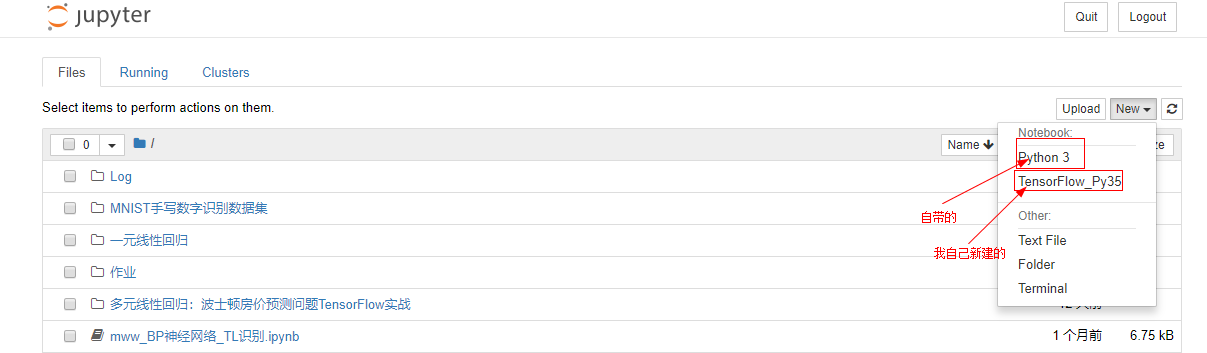 jupyter
Quit
Logout
Files
Running
Clusters
Select items to perform actions on them.
Upload
New
0
/
Name
ze
Notebook:
Python 3
TensorFlow_Py35
Other:
Text File
Folder
Terminal
自带的
我自己新建的
Log
MNIST手写数字识别数据集
一元线性回归
作业
多元线性回归：波士顿房价预测问题TensorFlow实战
mww_BP神经网络_TL识别.ipynb
1 个月前
6.75 kB